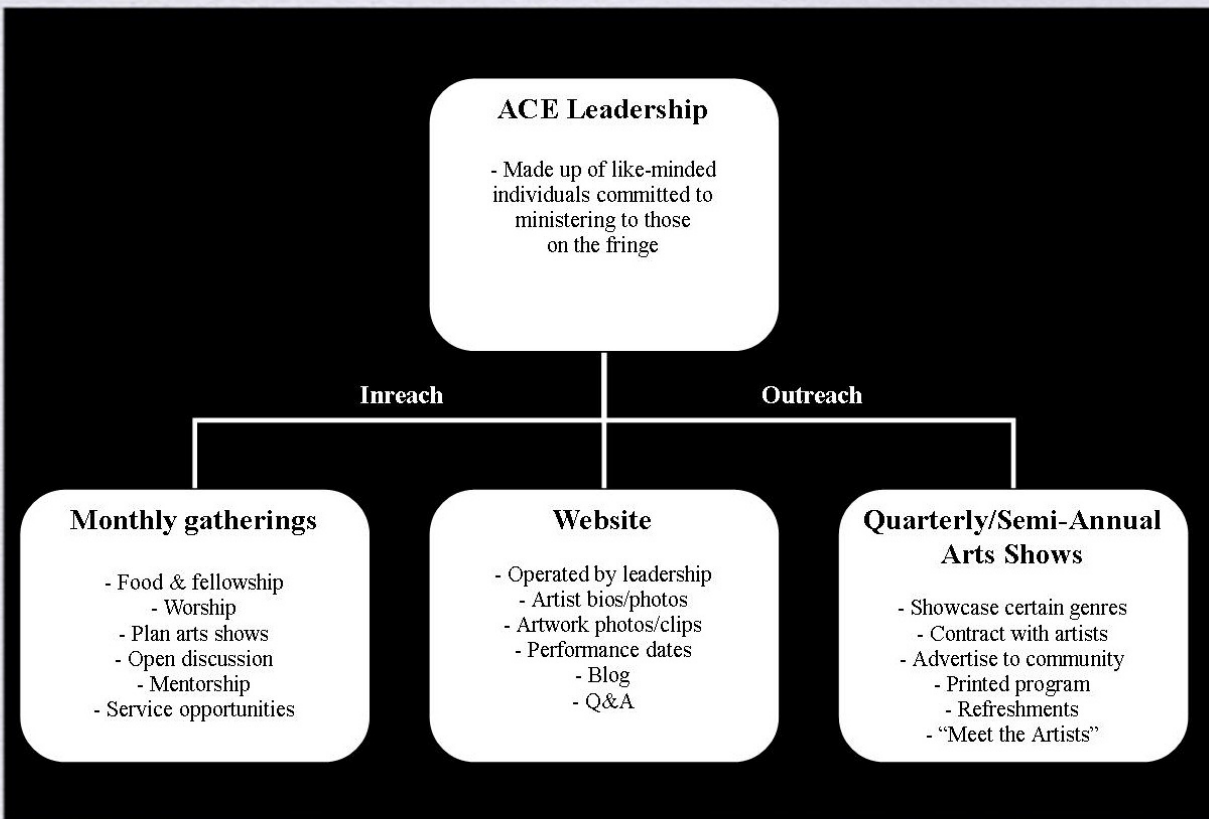 ACE Leadership
- Made up of like-minded
individuals committed to
ministering to those
on the fringe
Inreach
Outreach
Monthly gatherings
- Food & fellowship
- Worship
- Plan arts shows
- Open discussion
- Mentorship
- Service opportunities
Website
- Operated by leadership
- Artist bios/photos
- Artwork photos/clips
- Performance dates
- Blog
- Q&A
Quarterly/Semi-Annual
Arts Shows
- Showcase certain genres
- Contract with artists
- Advertise to community
- Printed program
- Refreshments
- “Meet the Artists”